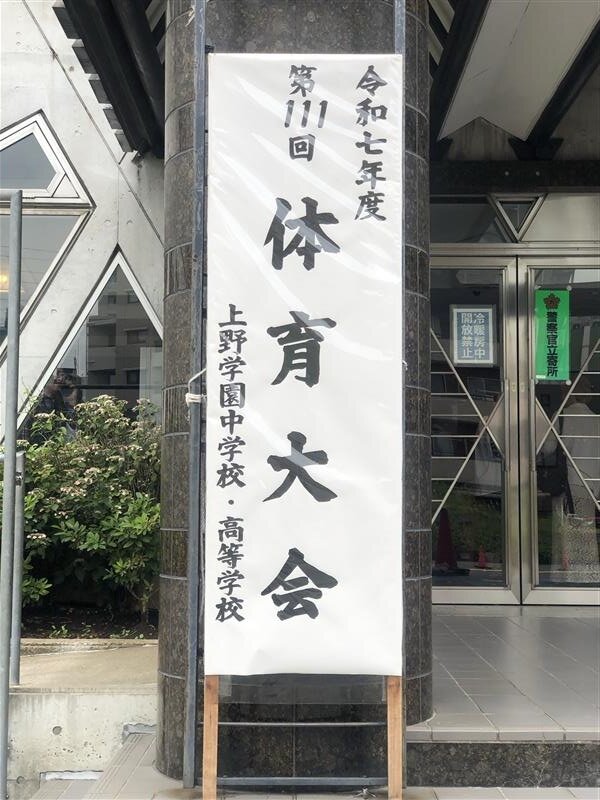 令和七年度
第111回
体育大会
上野学園中学校・高等学校
冷暖房中
開放禁止
警察官立寄所